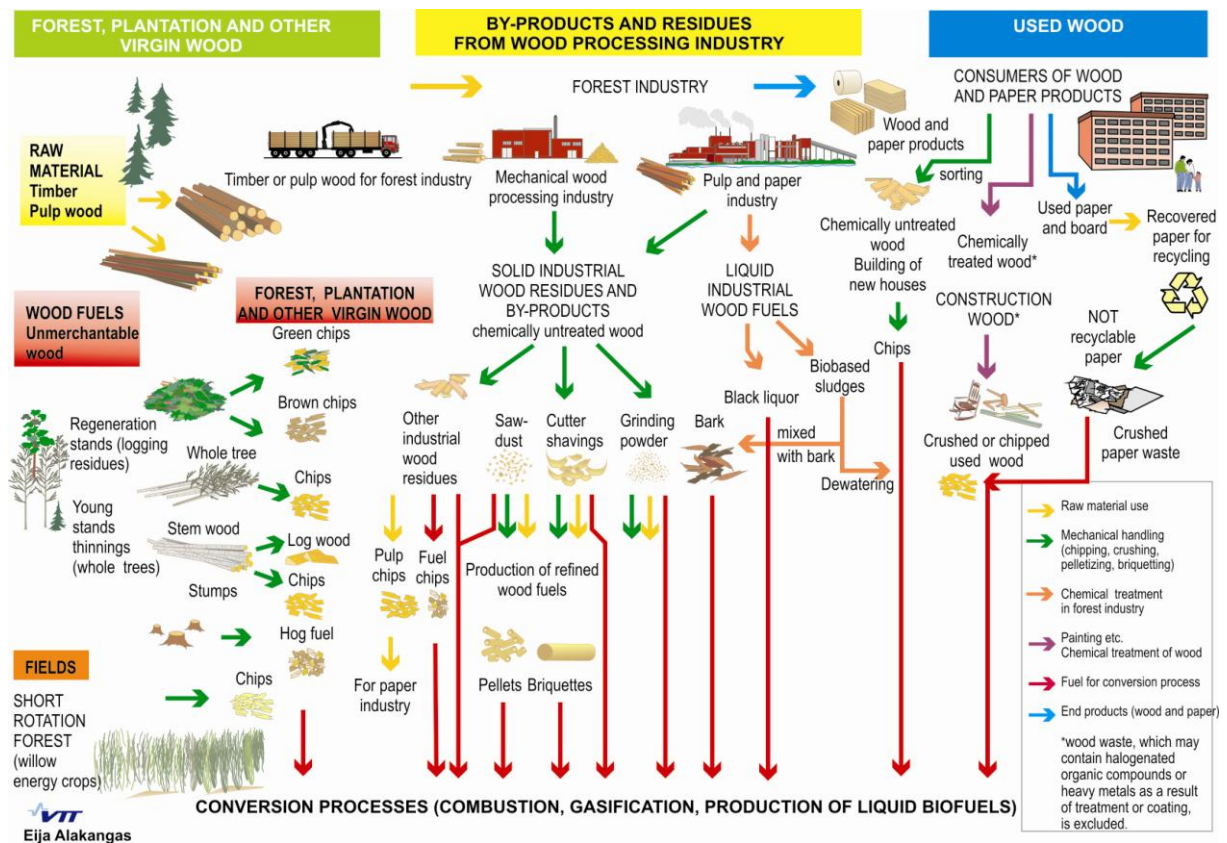 FOREST, PLANTATION AND OTHER
VIRGIN WOOD
BY-PRODUCTS AND RESIDUES
FROM WOOD PROCESSING INDUSTRY
USED WOOD
FOREST INDUSTRY
CONSUMERS OF WOOD
AND PAPER PRODUCTS
RAW
MATERIAL
Timber
Pulp wood
Timber or pulp wood for forest industry
Mechanical wood
processing industry
Pulp and paper
industry
Wood and
paper products
sorting
Chemically untreated
wood
Building of
new houses
Chemically
treated wood*
Used paper
and board
Recovered
paper for
recycling
WOOD FUELS
Unmerchantable
wood
FOREST, PLANTATION
AND OTHER VIRGIN WOOD
SOLID INDUSTRIAL
WOOD RESIDUES AND
BY-PRODUCTS
chemically untreated wood
LIQUID
INDUSTRIAL
WOOD FUELS
CONSTRUCTION
WOOD*
NOT
recyclable
paper
Green chips
Brown chips
Regeneration
stands (logging
residues)
Whole tree
Chips
Young
stands
thinnings
(whole trees)
Stem wood
Log wood
Chips
Stumps
Hog fuel
Other
industrial
wood
residues
Saw-
dust
Cutter
shavings
Grinding
powder
Bark
Black liquor
Biobased
sludges
mixed
with bark
Dewatering
Chips
Crushed or chipped
used wood
Crushed
paper waste
Pulp
chips
Fuel
chips
Production of refined
wood fuels
Pellets
Briquettes
For paper
industry
FIELDS
Chips
SHORT
ROTATION
FOREST
(willow
energy crops)
Raw material use
Mechanical handling
(chipping, crushing,
pelletizing, briquetting)
Chemical treatment
in forest industry
Painting etc.
Chemical treatment of wood
Fuel for conversion process
End products (wood and paper)
*wood waste, which may
contain halogenated
organic compounds or
heavy metals as a result
of treatment or coating,
is excluded.
CONVERSION PROCESSES (COMBUSTION, GASIFICATION, PRODUCTION OF LIQUID BIOFUELS)
VTT
Eija Alakangas